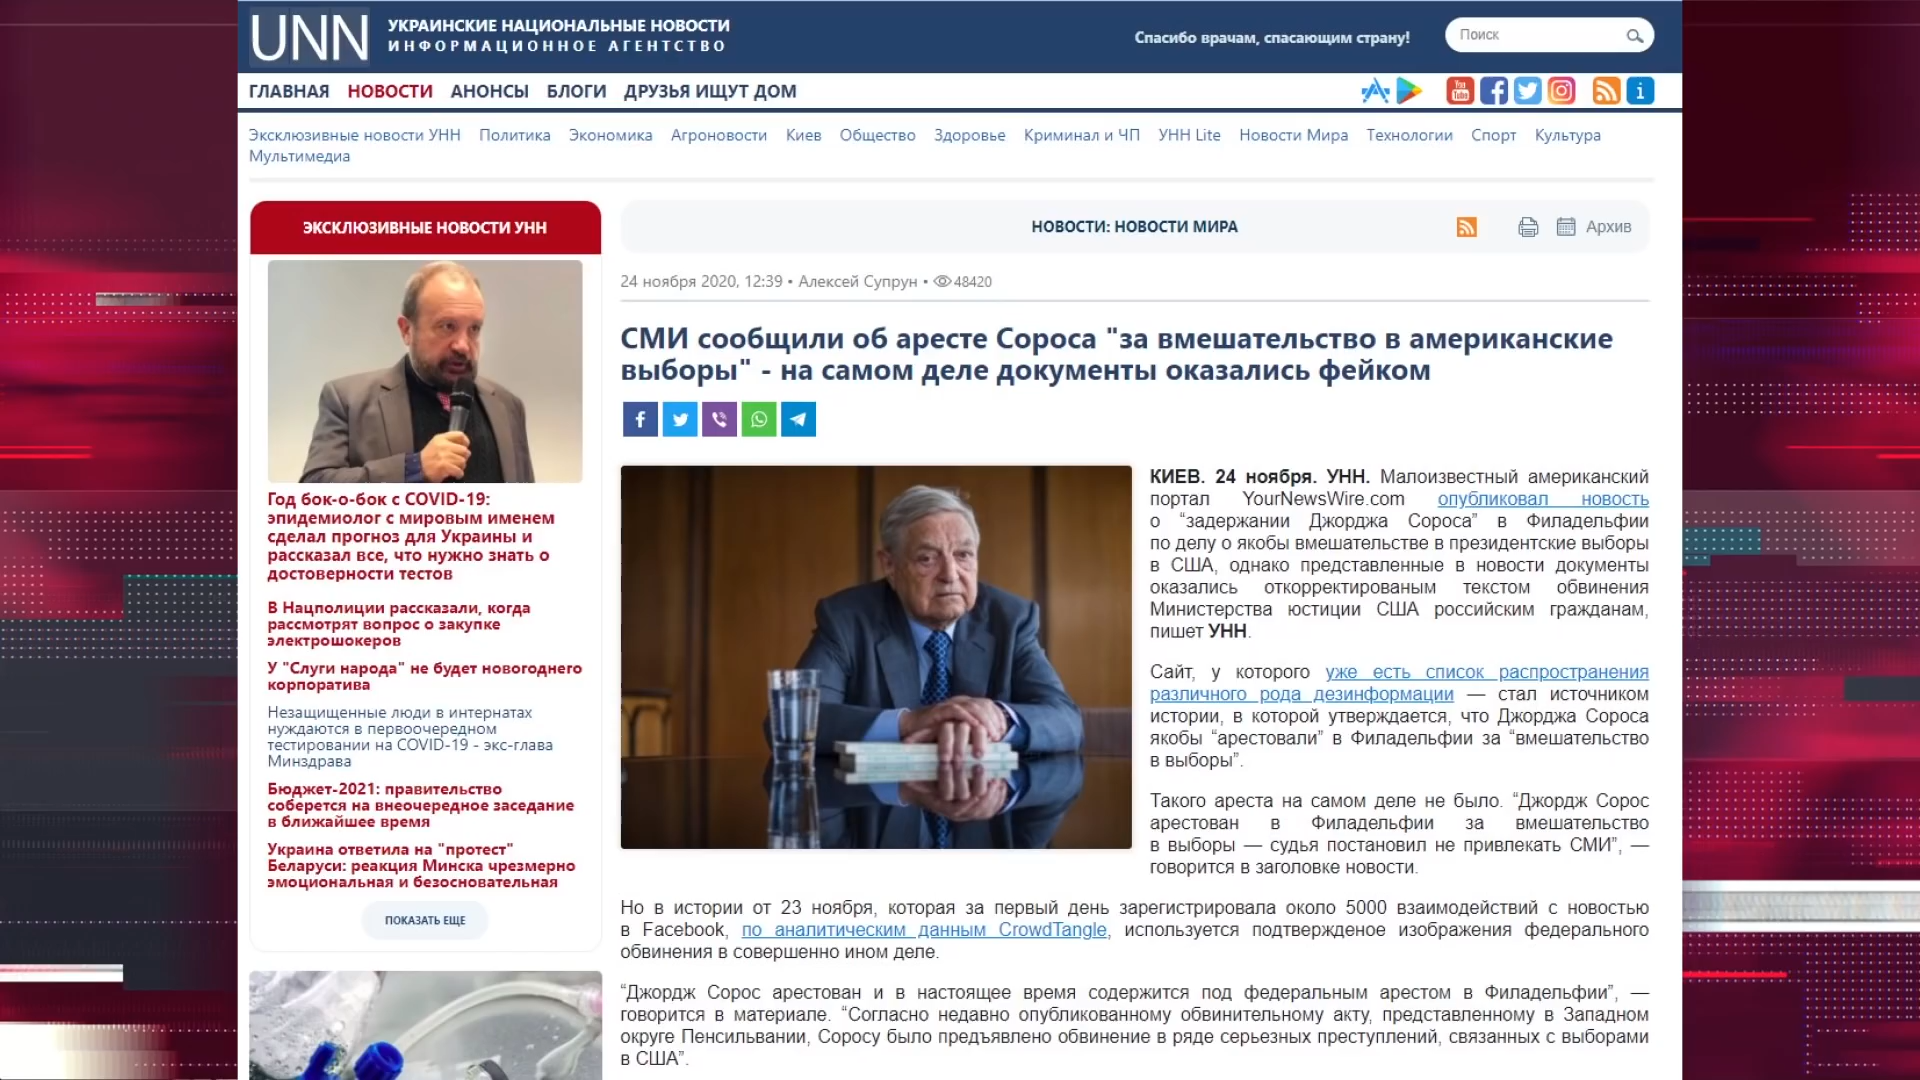 UNN
УКРАИНСКИЕ НАЦИОНАЛЬНЫЕ НОВОСТИ
ИНФОРМАЦИОННОЕ АГЕНТСТВО
Спасибо врачам, спасающим страну!
Поиск
ГЛАВНАЯ НОВОСТИ АНОНСЫ БЛОГИ ДРУЗЬЯ ИЩУТ ДОМ
You Tube
Эксклюзивные новости УНН Политика Экономика Агроновости Киев Общество Здоровье Криминал и ЧП УНН Lite Новости Мира Технологии Спорт Культура
Мультимедиа
ЭКСКЛЮЗИВНЫЕ НОВОСТИ УНН
Год бок-о-бок с COVID-19:
эпидемиолог с мировым именем
сделал прогноз для Украины и
рассказал все, что нужно знать о
достоверности тестов
В Нацполиции рассказали, когда
рассмотрят вопрос о закупке
электрошокеров
У "Слуги народа" не будет новогоднего
корпоратива
Незащищенные люди в интернатах
нуждаются в первоочередном
тестировании на COVID-19 - экс-глава
Минздрава
Бюджет-2021: правительство
соберется на внеочередное заседание
в ближайшее время
Украина ответила на "протест"
Беларуси: реакция Минска чрезмерно
эмоциональная и безосновательная
ПОКАЗАТЬ ЕЩЕ
НОВОСТИ: НОВОСТИ МИРА
Архив
24 ноября 2020, 12:39 • Алексей Супрун • 48420
СМИ сообщили об аресте Сороса "за вмешательство в американские
выборы" - на самом деле документы оказались фейком
КИЕВ. 24 ноября. УНН. Малоизвестный американский
портал YourNewsWire.com опубликовал новость
о “задержании Джорджа Сороса” в Филадельфии
по делу о якобы вмешательстве в президентские выборы
в США, однако представленные в новости документы
оказались откорректированым текстом обвинения
Министерства юстиции США российским гражданам,
пишет УНН.
Сайт, у которого уже есть список распространения
различного рода дезинформации — стал источником
истории, в которой утверждается, что Джорджа Сороса
якобы “арестовали” в Филадельфии за “вмешательство
в выборы”.
Такого ареста на самом деле не было. “Джордж Сорос
арестован в Филадельфии за вмешательство
в выборы — судья постановил не привлекать СМИ”, —
говорится в заголовке новости.
Но в истории от 23 ноября, которая за первый день зарегистрировала около 5000 взаимодействий с новостью
в Facebook, по аналитическим данным CrowdTangle, используется подтвержденое изображения федерального
обвинения в совершенно ином деле.
“Джордж Сорос арестован и в настоящее время содержится под федеральным арестом в Филадельфии”, —
говорится в материале. “Согласно недавно опубликованному обвинительному акту, представленному в Западном
округе Пенсильвании, Соросу было предъявлено обвинение в ряде серьезных преступлений, связанных с выборами
в США”.